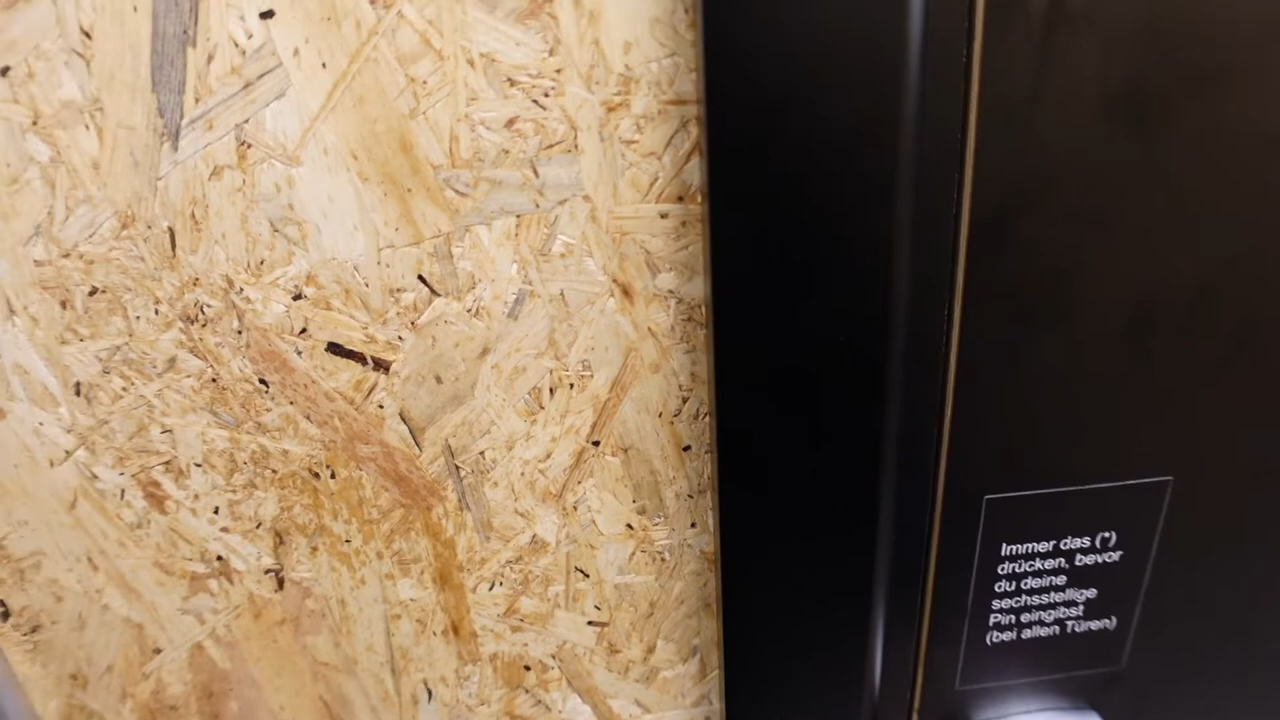 Immer das (*)
drücken, bevor
du deine
sechsstellige
Pin eingibst
(bei allen Türen)